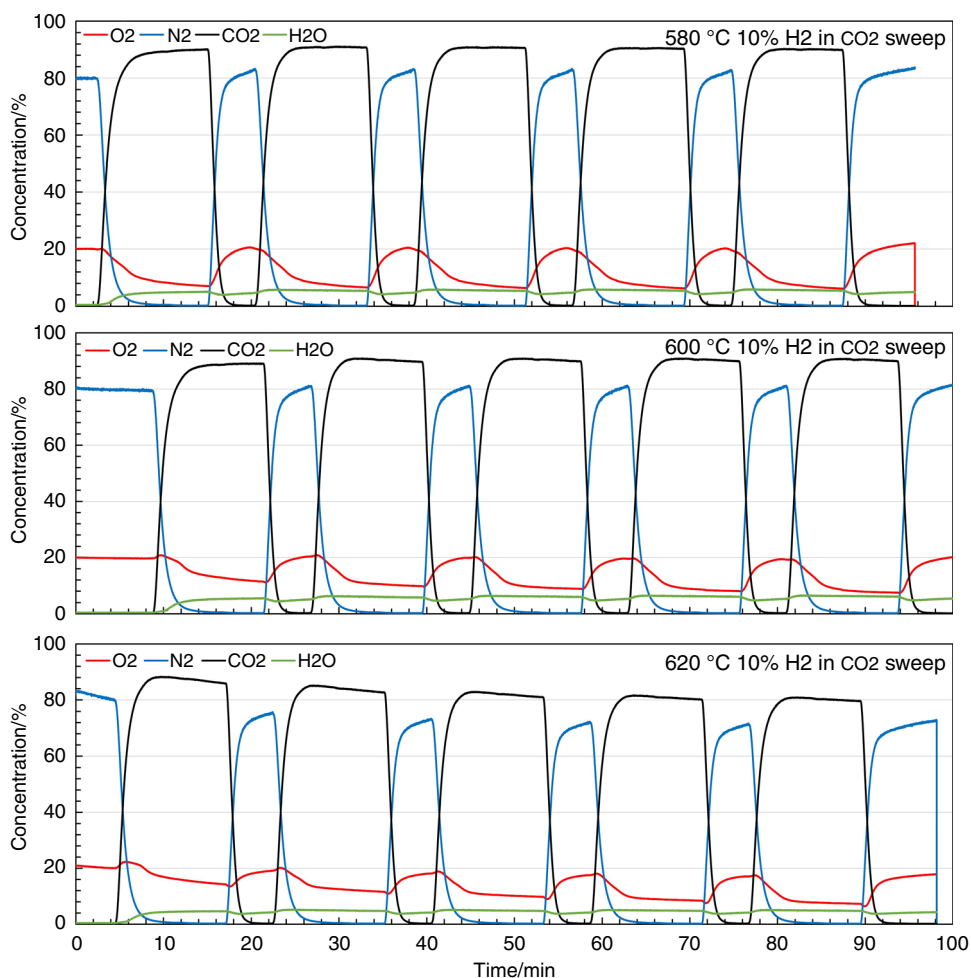 100
O2 N2 CO2 H2O
580 °C 10% H2 in CO2 sweep
80
60
40
20
0
Concentration/%
100
O2 N2 CO2 H2O
600 °C 10% H2 in CO2 sweep
80
60
40
20
0
Concentration/%
100
O2 N2 CO2 H2O
620 °C 10% H2 in CO2 sweep
80
60
40
20
0
Concentration/%
0 10 20 30 40 50 60 70 80 90 100
Time/min